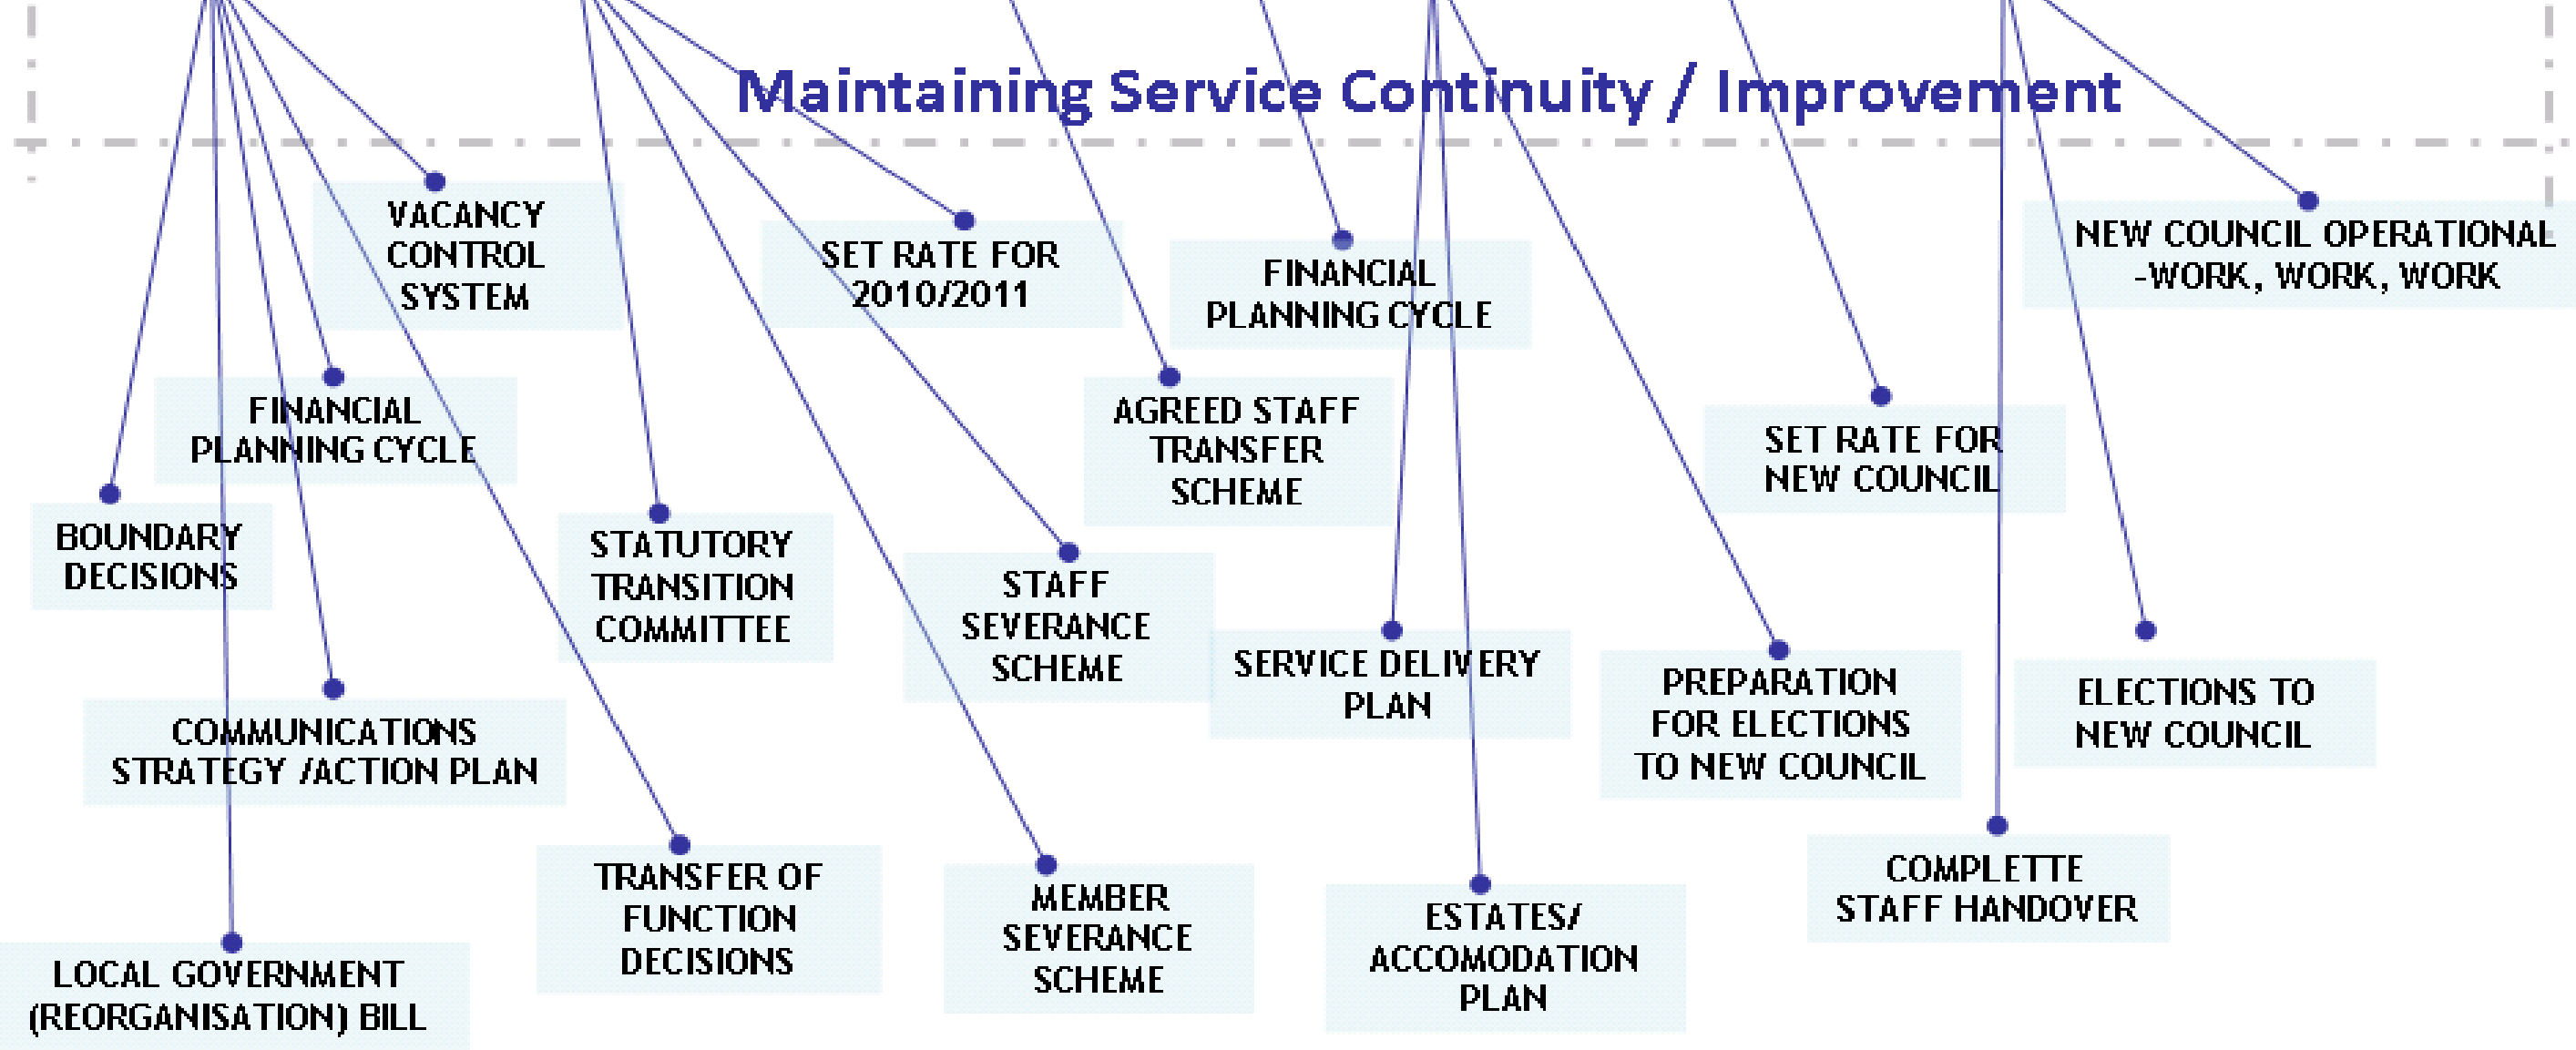 Maintaining Service Continuity / Improvement
VACANCY
CONTROL
SYSTEM
SET RATE FOR
2010/2011
FINANCIAL
PLANNING CYCLE
NEW COUNCIL OPERATIONAL
-WORK, WORK, WORK
FINANCIAL
PLANNING CYCLE
AGREED STAFF
TRANSFER
SCHEME
SET RATE FOR
NEW COUNCIL
BOUNDARY
DECISIONS
STATUTORY
TRANSITION
COMMITTEE
STAFF
SEVERANCE
SCHEME
SERVICE DELIVERY
PLAN
PREPARATION
FOR ELECTIONS
TO NEW COUNCIL
ELECTIONS TO
NEW COUNCIL
COMMUNICATIONS
STRATEGY /ACTION PLAN
TRANSFER OF
FUNCTION
DECISIONS
MEMBER
SEVERANCE
SCHEME
ESTATES/
ACCOMODATION
PLAN
COMPLETTE
STAFF HANDOVER
LOCAL GOVERNMENT
(REORGANISATION) BILL